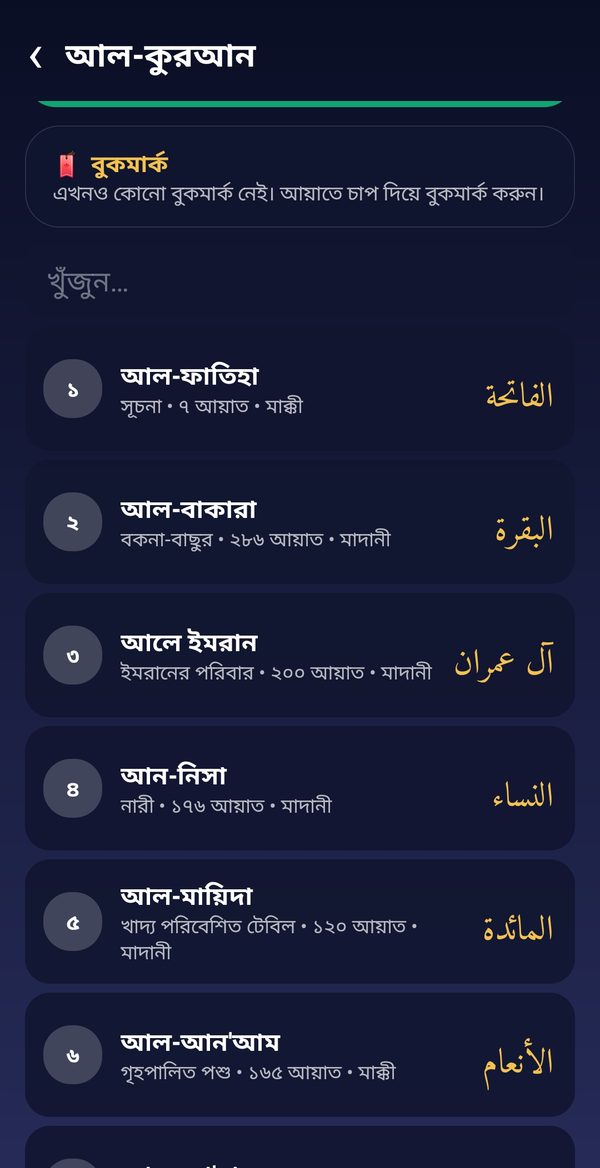 আল-কুরআন
বুকমার্ক
এখনও কোনো বুকমার্ক নেই। আয়াতে চাপ দিয়ে বুকমার্ক করুন।
খুঁজুন...
১
আল-ফাতিহা
সূচনা • ৭ আয়াত • মাক্কী
الفاتحة
২
আল-বাকারা
বকনা-বাছুর • ২৮৬ আয়াত • মাদানী
البقرة
৩
আলে ইমরান
ইমরানের পরিবার • ২০০ আয়াত • মাদানী
آل عمران
৪
আন-নিসা
নারী • ১৭৬ আয়াত • মাদানী
النساء
৫
আল-মায়িদা
খাদ্য পরিবেশিত টেবিল • ১২০ আয়াত •
মাদানী
المائدة
৬
আল-আন'আম
গৃহপালিত পশু • ১৬৫ আয়াত • মাক্কী
الأنعام